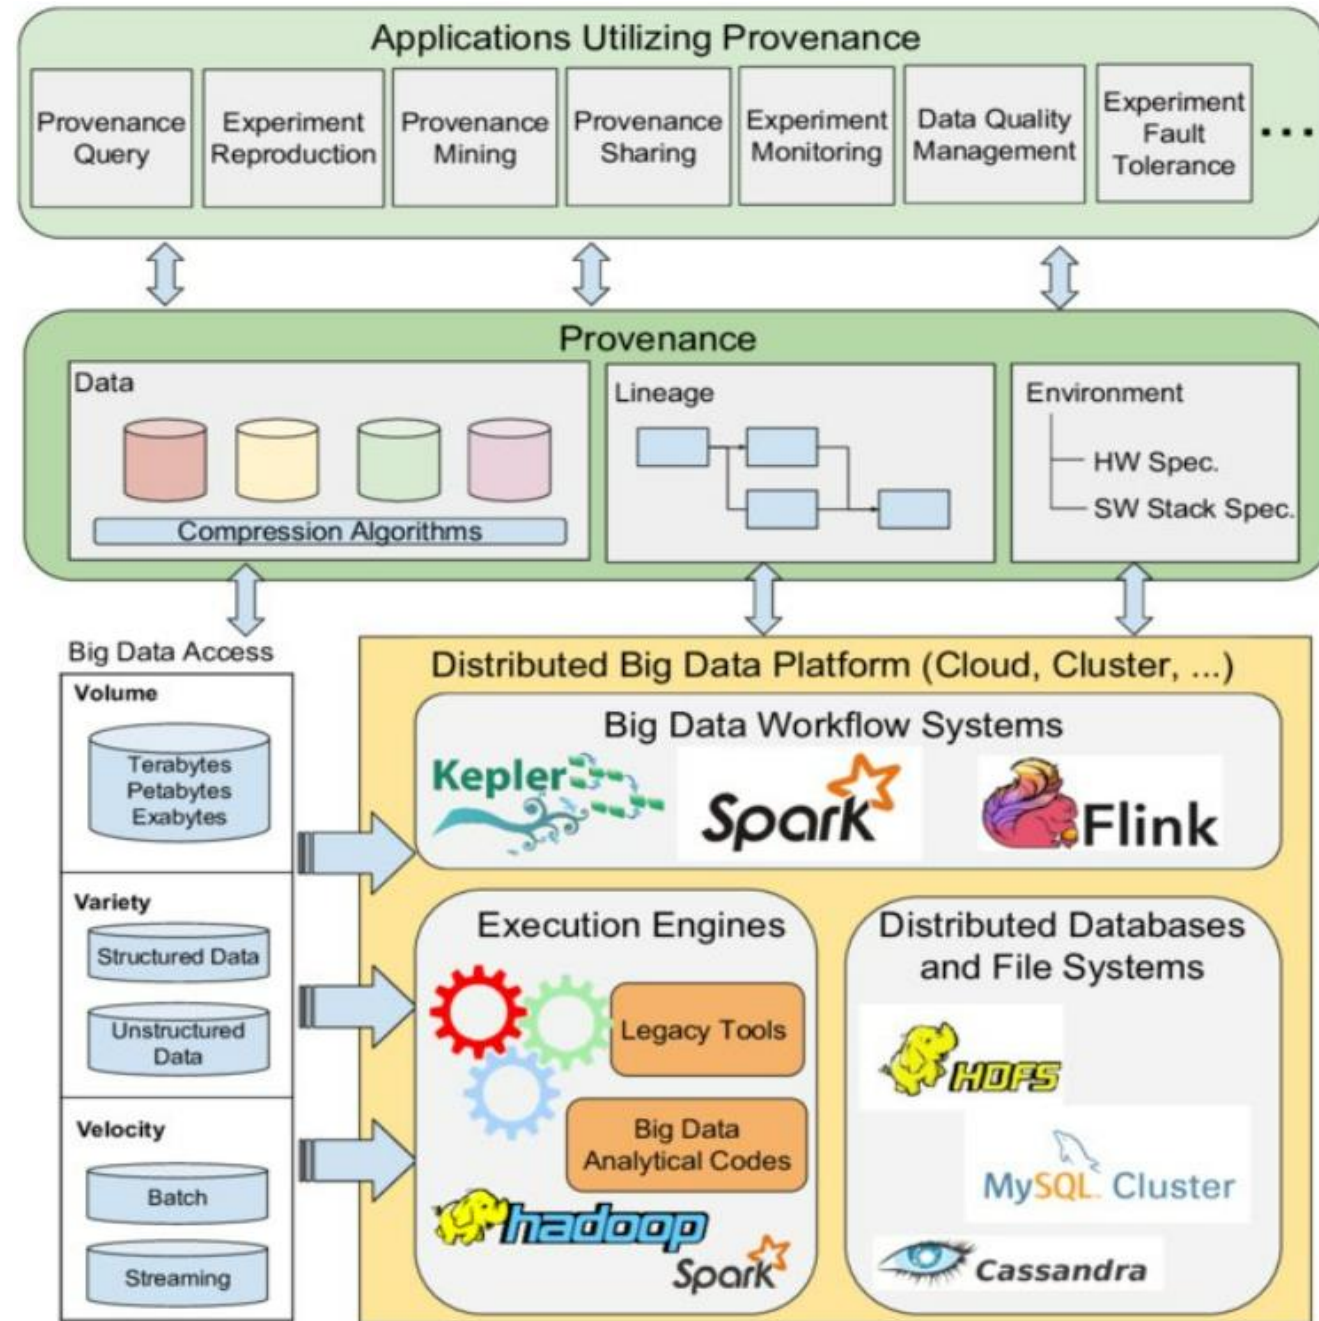 Applications Utilizing Provenance
Provenance
Query
Experiment
Reproduction
Provenance
Mining
Provenance
Sharing
Experiment
Monitoring
Data Quality
Management
Experiment
Fault
Tolerance
...
Provenance
Data
Compression Algorithms
Lineage
Environment
HW Spec.
SW Stack Spec.
Big Data Access
Volume
Terabytes
Petabytes
Exabytes
Variety
Structured Data
Unstructured
Data
Velocity
Batch
Streaming
Distributed Big Data Platform (Cloud, Cluster, ...)
Big Data Workflow Systems
Kepler
Spark
Flink
Execution Engines
Legacy Tools
Big Data
Analytical Codes
hadoop
Spark
Distributed Databases
and File Systems
HDFS
MySQL Cluster
Cassandra